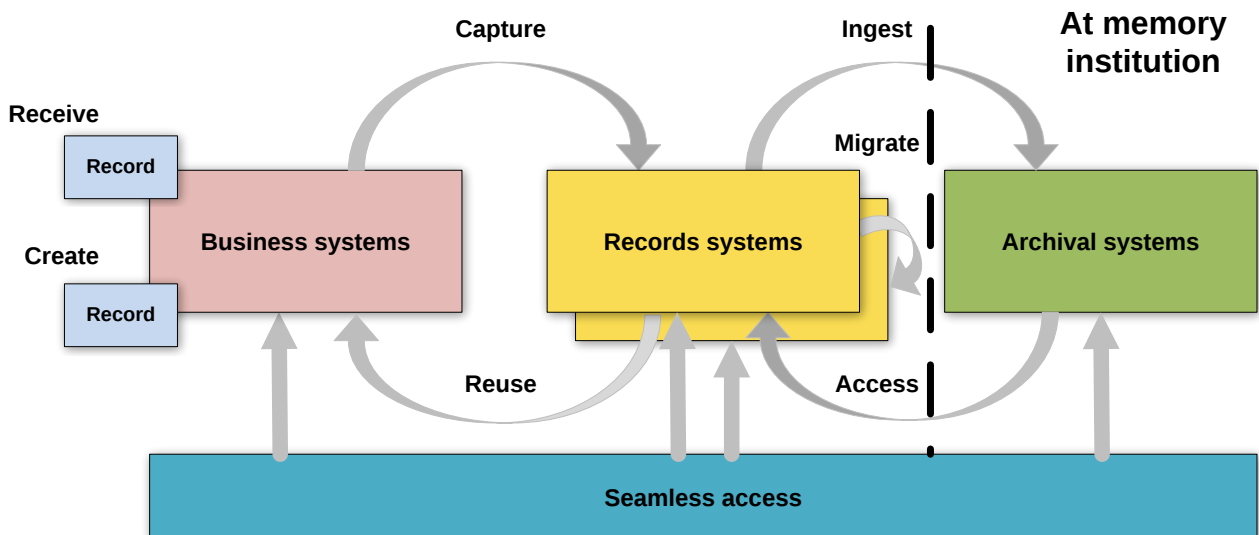 Capture
Ingest
At memory
institution
Receive
Record
Migrate
Business systems
Records systems
Archival systems
Create
Record
Reuse
Access
Seamless access